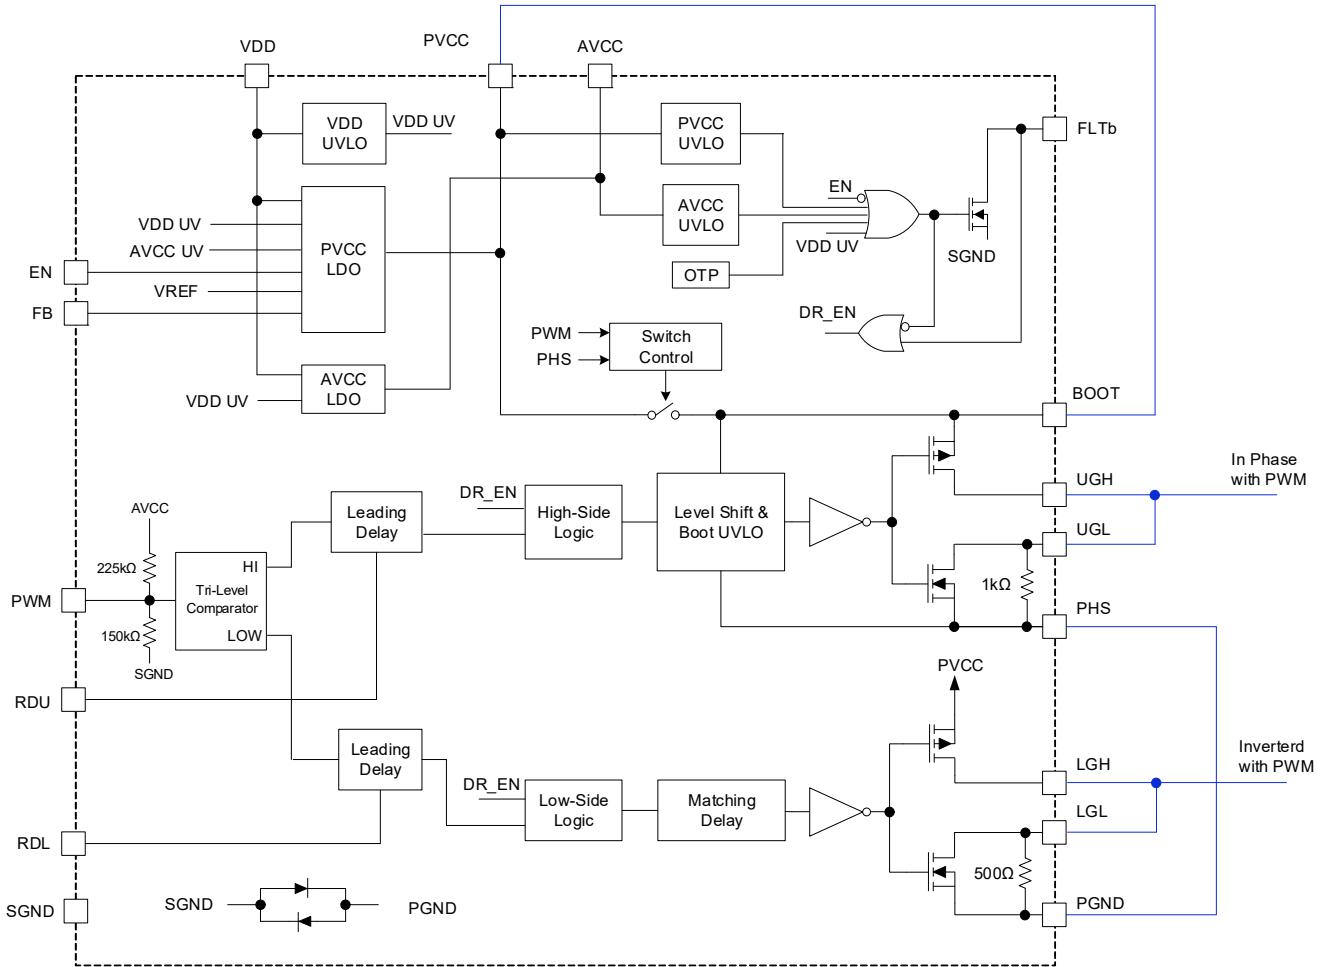 VDD
PVCC
AVCC
VDD
UVLO
VDD UV
PVCC
UVLO
FLTb
EN
AVCC
UVLO
VDD UV
SGND
VDD UV
AVCC UV
PVCC
LDO
EN
VREF
FB
OTP
DR_EN
PWM
PHS
Switch
Control
AVCC
LDO
VDD UV
BOOT
In Phase
with PWM
UGH
UGL
AVCC
Leading
Delay
DR_EN
High-Side
Logic
Level Shift &
Boot UVLO
225kΩ
HI
Tri-Level
Comparator
LOW
PWM
150kΩ
SGND
1kΩ
PHS
RDU
PVCC
Leading
Delay
DR_EN
Low-Side
Logic
Matching
Delay
LGH
Inverterd
with PWM
LGL
RDL
500Ω
SGND
SGND
PGND
PGND